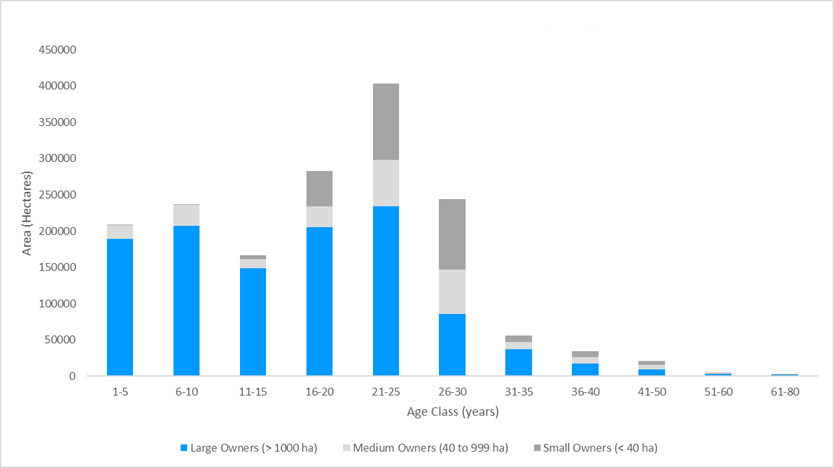 450000
400000
350000
300000
250000
200000
150000
100000
50000
0
Area (Hectares)
1-5 6-10 11-15 16-20 21-25 26-30 31-35 36-40 41-50 51-60 61-80
Age Class (years)
Large Owners (> 1000 ha) Medium Owners (40 to 999 ha) Small Owners (< 40 ha)